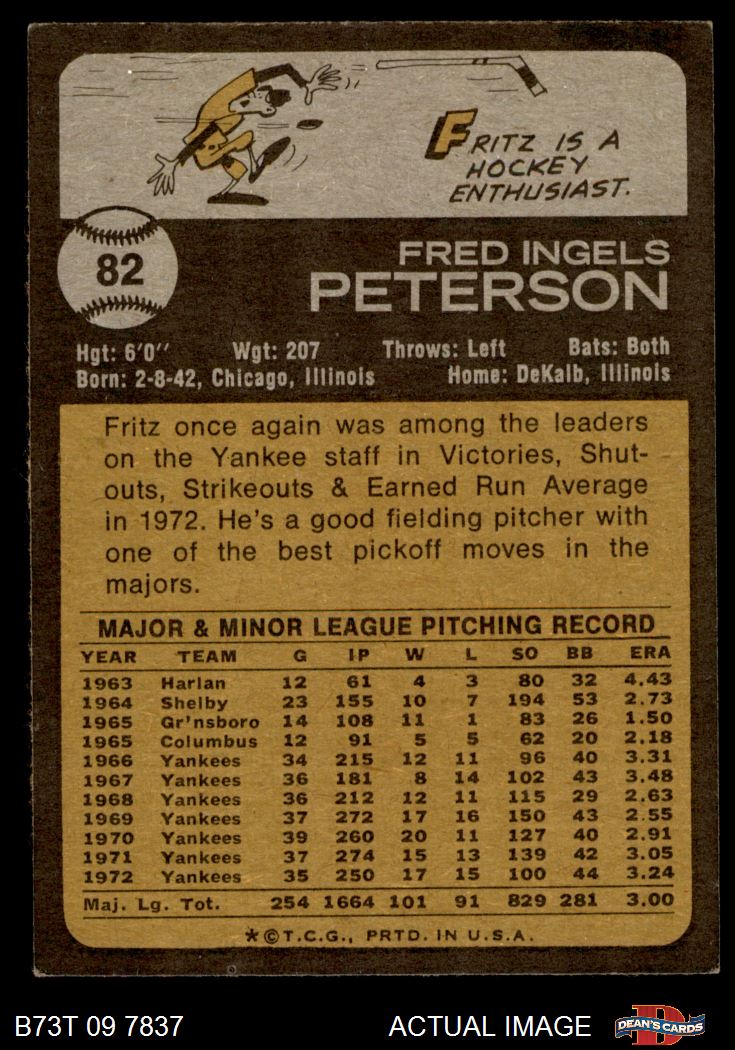 FRITZ IS A
HOCKEY
ENTHUSIAST.
82
FRED INGELS
PETERSON
Hgt: 6'0" Wgt: 207 Throws: Left Bats: Both
Born: 2-8-42, Chicago, Illinois Home: DeKalb, Illinois
Fritz once again was among the leaders
on the Yankee staff in Victories, Shut-
outs, Strikeouts & Earned Run Average
in 1972. He's a good fielding pitcher with
one of the best pickoff moves in the
majors.
MAJOR & MINOR LEAGUE PITCHING RECORD
YEAR TEAM G IP W L SO BB ERA
1963 Harlan 12 61 4 3 80 32 4.43
1964 Shelby 23 155 10 7 194 53 2.73
1965 Gr'nsboro 14 108 11 1 83 26 1.50
1965 Columbus 12 91 5 5 62 20 2.18
1966 Yankees 34 215 12 11 96 40 3.31
1967 Yankees 36 181 8 14 102 43 3.48
1968 Yankees 36 212 12 11 115 29 2.63
1969 Yankees 37 272 17 16 150 43 2.55
1970 Yankees 39 260 20 11 127 40 2.91
1971 Yankees 37 274 15 13 139 42 3.05
1972 Yankees 35 250 17 15 100 44 3.24
Maj. Lg. Tot. 254 1664 101 91 829 281 3.00
*©T.C.G., PRTD. IN U.S.A.
B73T 09 7837 ACTUAL IMAGE DEAN'S CARDS